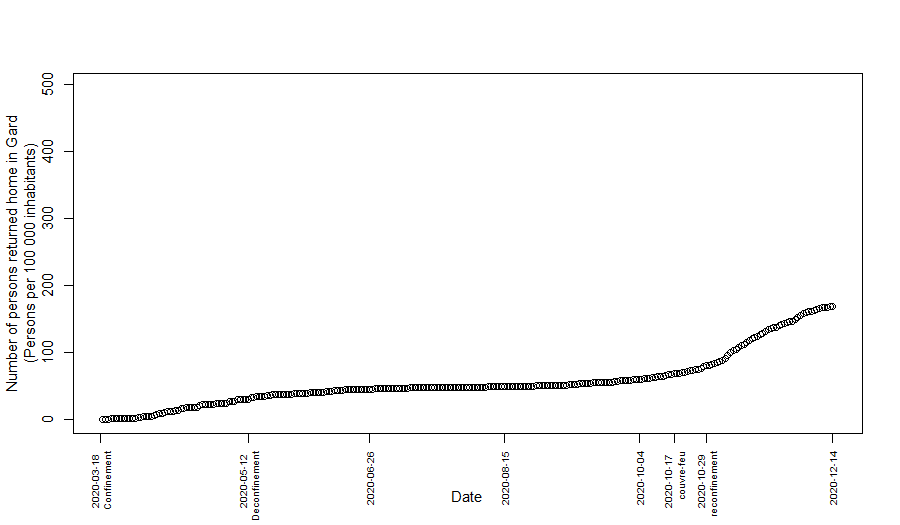 Number of persons returned home in Gard
(Persons per 100 000 inhabitants)
500
400
300
200
100
0
2020-03-18
Confinement
2020-05-12
Deconfinement
2020-06-26
2020-08-15
2020-10-04
2020-10-17
couvre-feu
2020-10-29
reconfinement
2020-12-14
Date